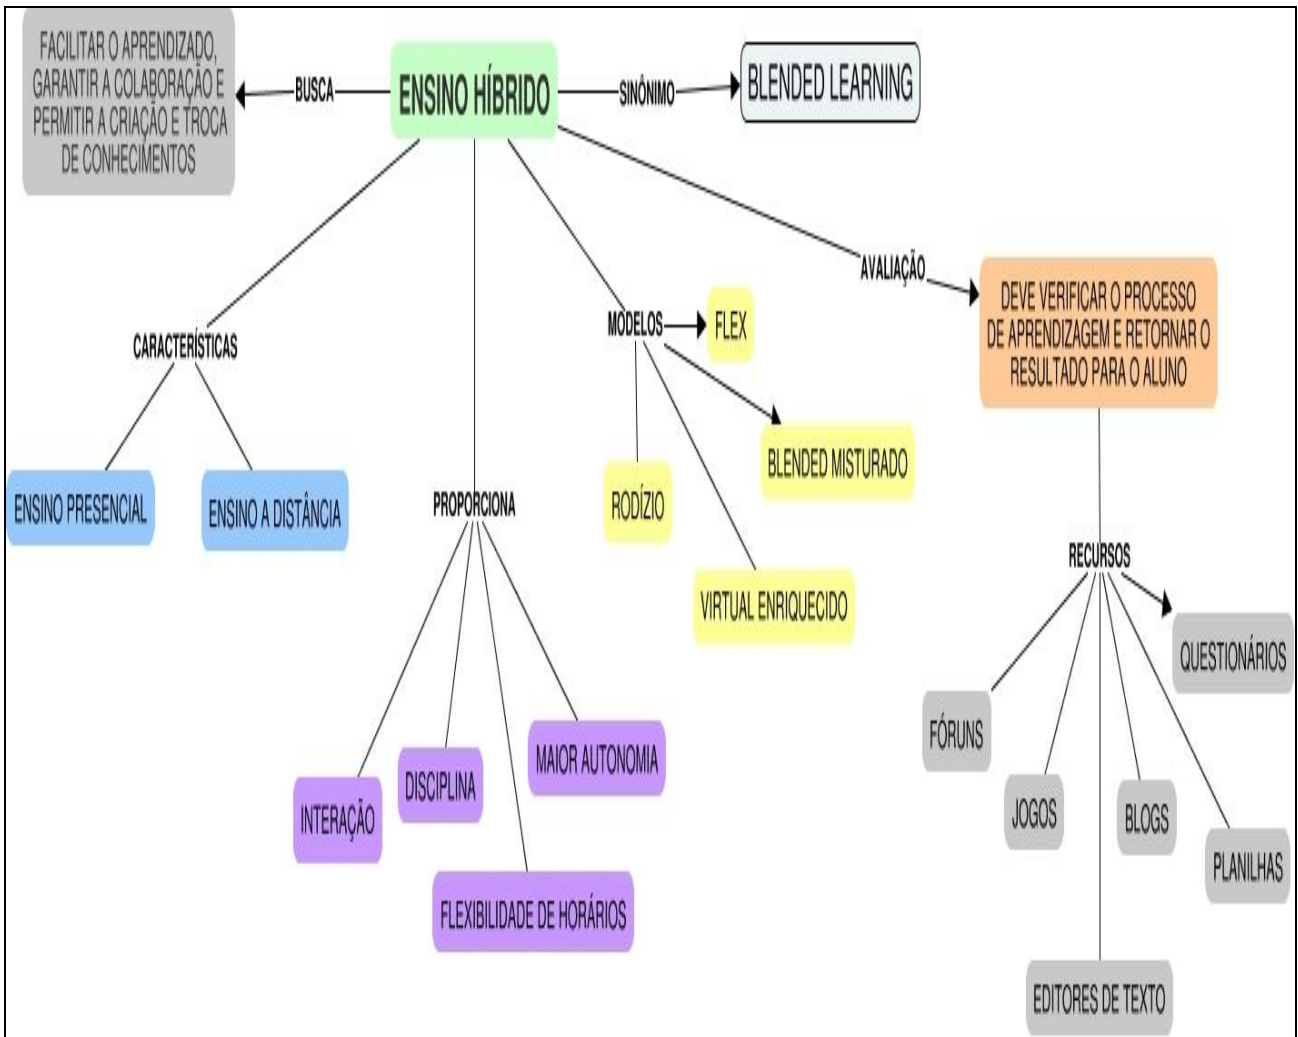 FACILITAR O APRENDIZADO,
GARANTIR A COLABORAÇÃO E
PERMITIR A CRIAÇÃO E TROCA
DE CONHECIMENTOS
BUSCA
ENSINO HÍBRIDO
SINÔNIMO
BLENDED LEARNING
AVALIAÇÃO
DEVE VERIFICAR O PROCESSO
DE APRENDIZAGEM E RETORNAR O
RESULTADO PARA O ALUNO
CARACTERÍSTICAS
MODELOS
FLEX
BLENDED MISTURADO
RODÍZIO
VIRTUAL ENRIQUECIDO
ENSINO PRESENCIAL
ENSINO A DISTÂNCIA
PROPORCIONA
INTERAÇÃO
DISCIPLINA
MAIOR AUTONOMIA
FLEXIBILIDADE DE HORÁRIOS
RECURSOS
QUESTIONÁRIOS
FÓRUNS
JOGOS
BLOGS
PLANILHAS
EDITORES DE TEXTO